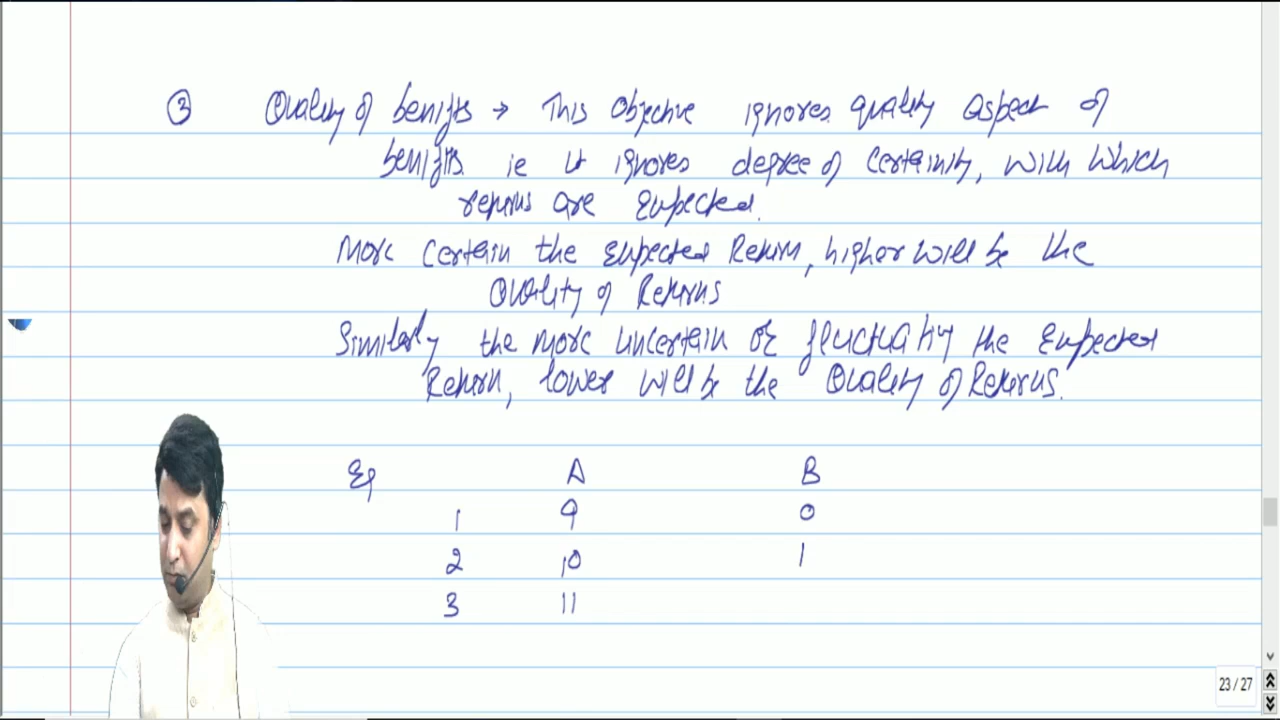 ③ Quality of benifits → This Objective ignores quality aspect of
benifits ie it ignores degree of certainity, with which
returns are Expected.
More Certain the Expected Return, higher will be the
Quality of Returns
Similarly the more uncertain or fluctuating the Expected
Return, lower will be the Quality of Returns.
Eg A B
1 9 0
2 10 1
3 11
23 / 27